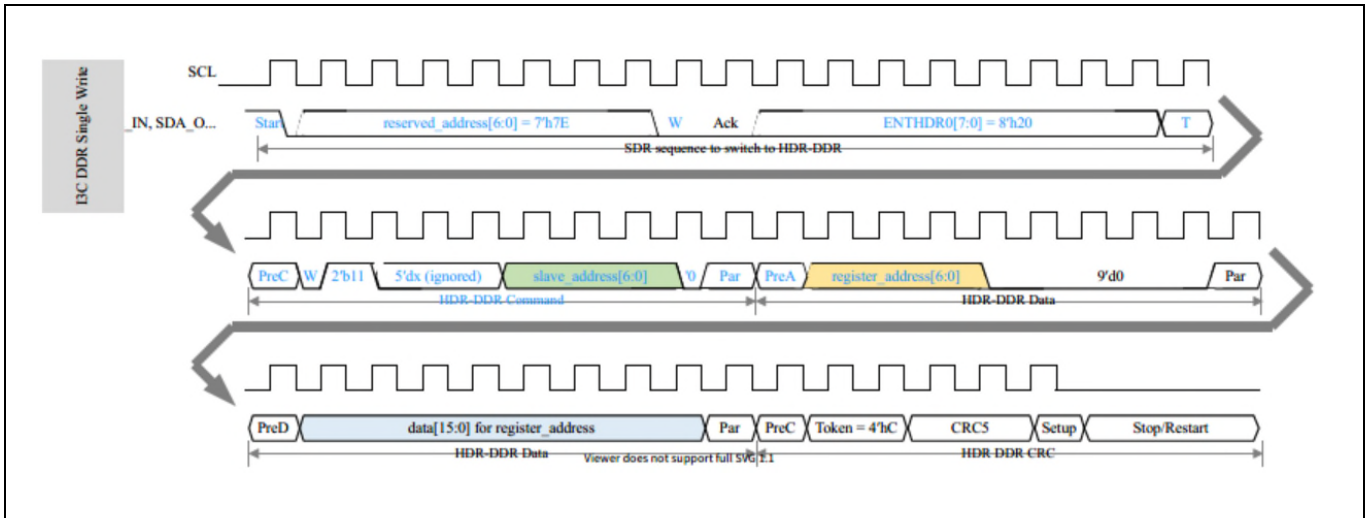 I3C DDR Single Write
SCL
_IN, SDA_O...
Start
reserved_address[6:0] = 7'h7E
W
Ack
ENTHDR0[7:0] = 8'h20
T
SDR sequence to switch to HDR-DDR
PreC
W
2'b11
5'dx (ignored)
slave_address[6:0]
'0
Par
PreA
register_address[6:0]
9'd0
Par
HDR-DDR Command
HDR-DDR Data
PreD
data[15:0] for register_address
Par
PreC
Token = 4'hC
CRC5
Setup
Stop/Restart
HDR-DDR Data
Viewer does not support full SVG 1.1
HDR DDR CRC